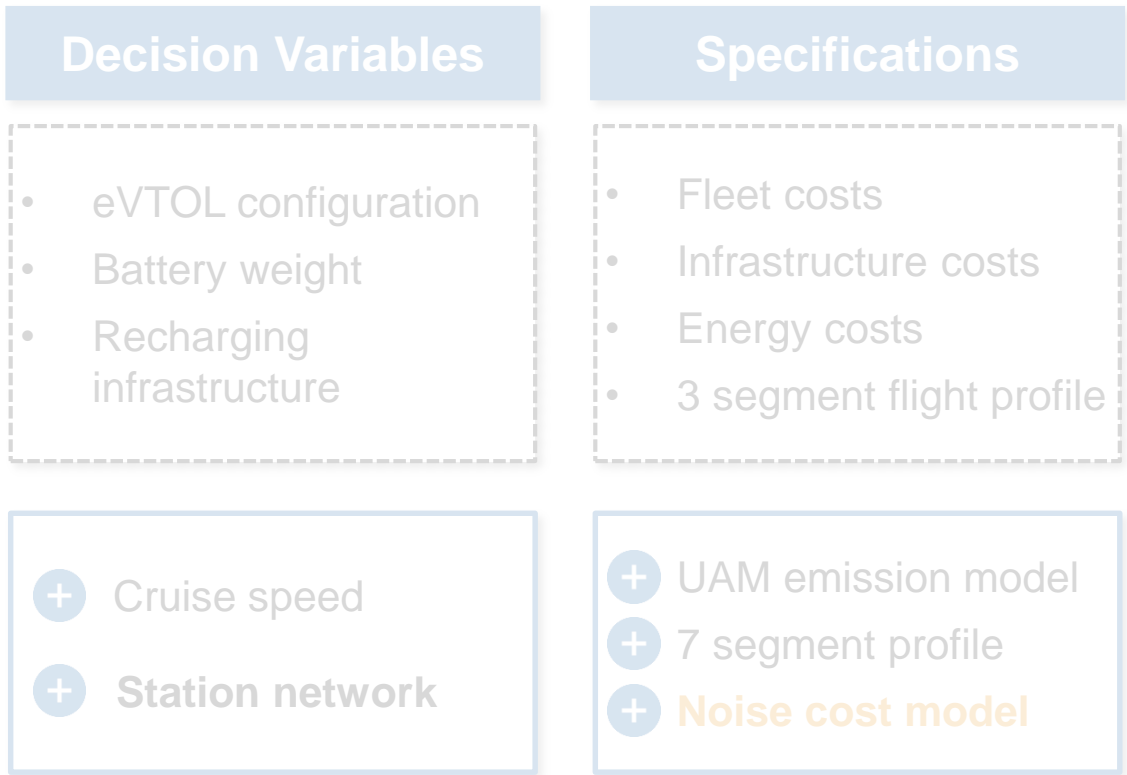 Decision Variables
• eVTOL configuration
• Battery weight
• Recharging
infrastructure
+ Cruise speed
+ Station network
Specifications
• Fleet costs
• Infrastructure costs
• Energy costs
• 3 segment flight profile
+ UAM emission model
+ 7 segment profile
+ Noise cost model